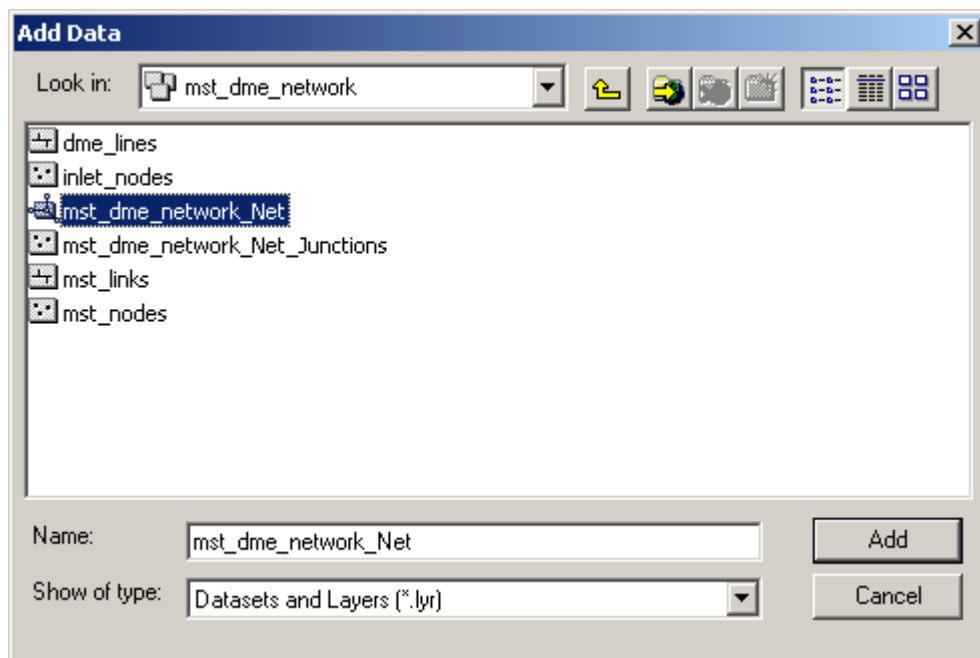 Add Data
Look in: mst_dme_network
dme_lines
inlet_nodes
mst_dme_network_Net
mst_dme_network_Net_Junctions
mst_links
mst_nodes
Name: mst_dme_network_Net Add
Show of type: Datasets and Layers (*.lyr) Cancel